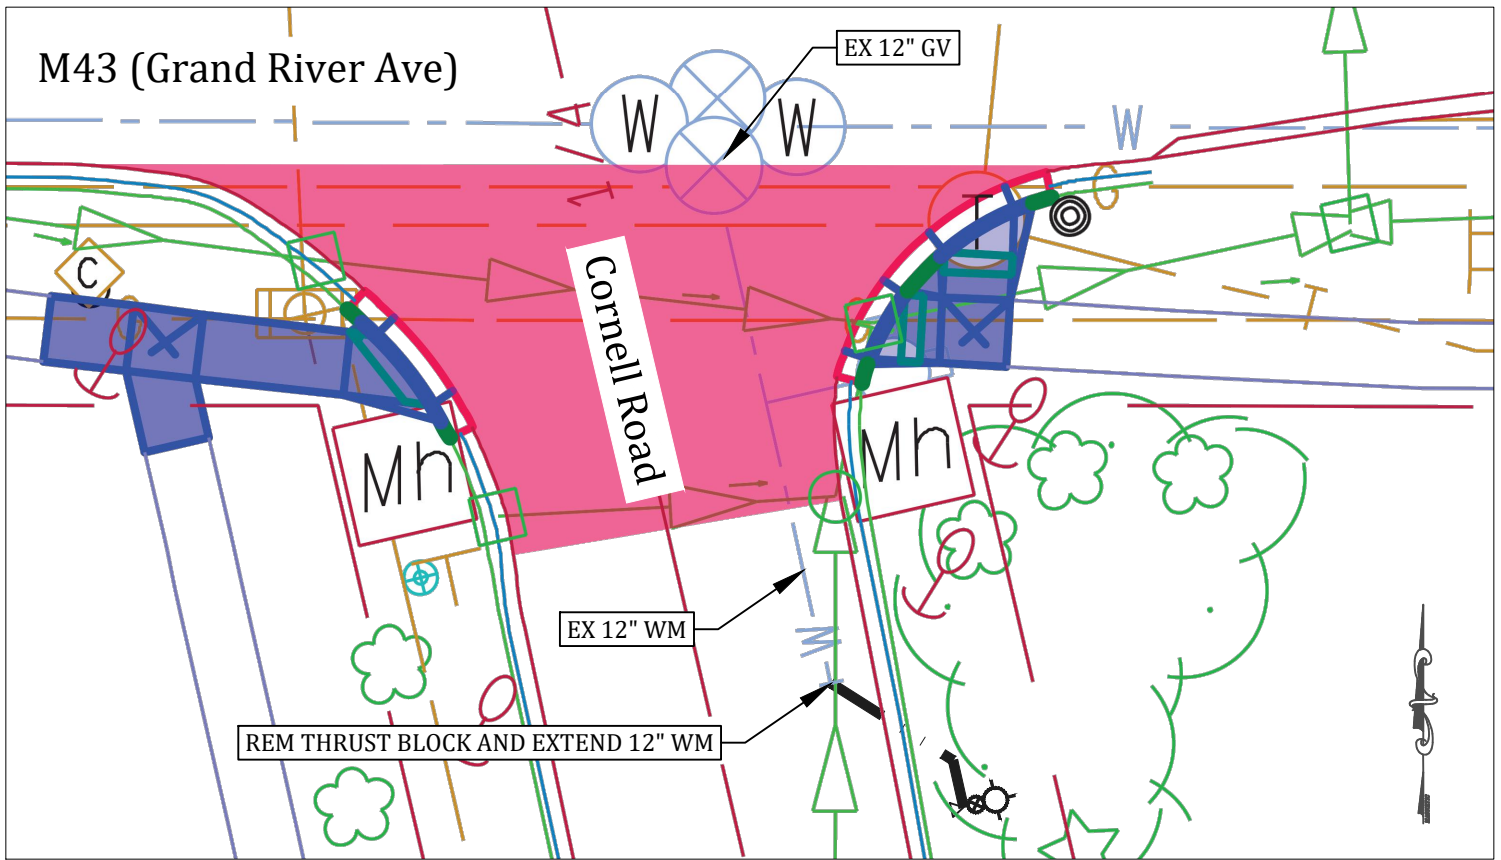 M43 (Grand River Ave)
EX 12" GV
W
W
W
T
C
Cornell Road
Mh
Mh
EX 12" WM
W
REM THRUST BLOCK AND EXTEND 12" WM